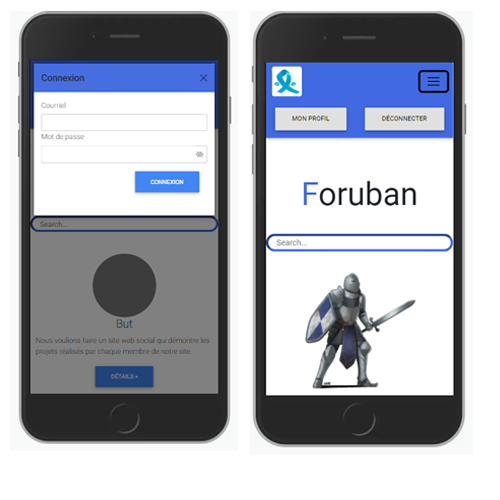 Connexion
Courriel
Mot de passe
CONNEXION
Search...
But
Nous voulions faire un site web social qui démontre les
projets réalisés par chaque membre de notre site.
DÉTAILS »
MON PROFIL
DÉCONNECTER
Foruban
Search...